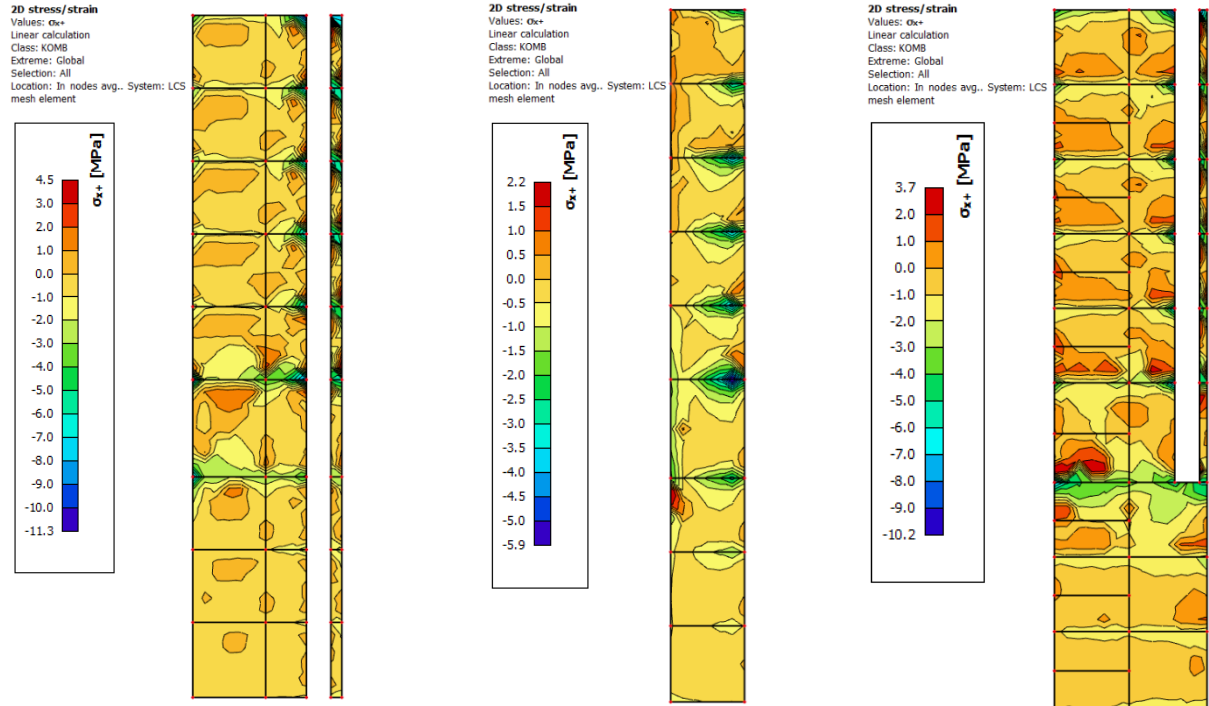 2D stress/strain
Values: σx+
Linear calculation
Class: KOMB
Extreme: Global
Selection: All
Location: In nodes avg.. System: LCS
mesh element
σx+ [MPa]
4.5
3.0
2.0
1.0
0.0
-1.0
-2.0
-3.0
-4.0
-5.0
-6.0
-7.0
-8.0
-9.0
-10.0
-11.3
2D stress/strain
Values: σx+
Linear calculation
Class: KOMB
Extreme: Global
Selection: All
Location: In nodes avg.. System: LCS
mesh element
σx+ [MPa]
2.2
1.5
1.0
0.5
0.0
-0.5
-1.0
-1.5
-2.0
-2.5
-3.0
-3.5
-4.0
-4.5
-5.0
-5.9
2D stress/strain
Values: σx+
Linear calculation
Class: KOMB
Extreme: Global
Selection: All
Location: In nodes avg.. System: LCS
mesh element
σx+ [MPa]
3.7
2.0
1.0
0.0
-1.0
-2.0
-3.0
-4.0
-5.0
-6.0
-7.0
-8.0
-9.0
-10.2